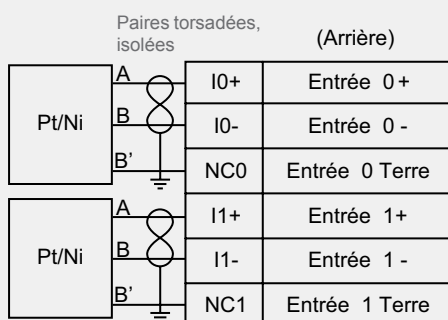 Paires torsadées,
isolées
(Arrière)
A I0+ Entrée 0+
Pt/Ni B I0- Entrée 0 -
B' NC0 Entrée 0 Terre
A I1+ Entrée 1+
Pt/Ni B I1- Entrée 1 -
B' NC1 Entrée 1 Terre